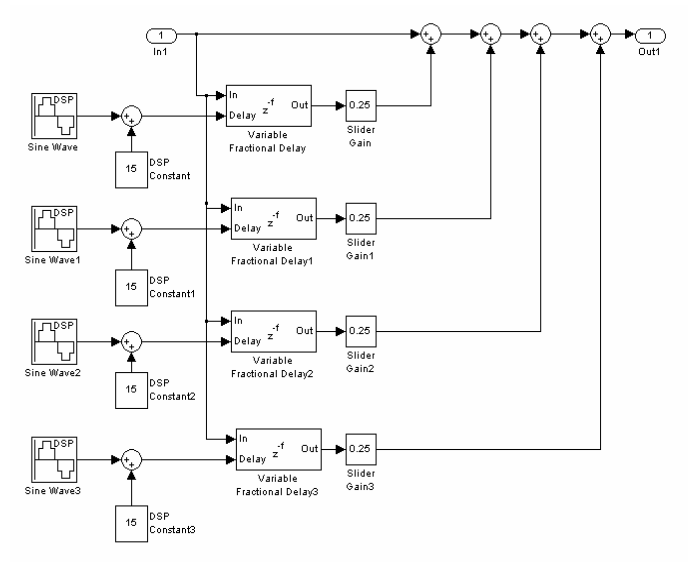 1
In1
1
Out1
DSP
Sine Wave
15
DSP
Constant
In
Delay
z-f
Out
Variable
Fractional Delay
0.25
Slider
Gain
DSP
Sine Wave1
15
DSP
Constant1
In
Delay
z-f
Out
Variable
Fractional Delay1
0.25
Slider
Gain1
DSP
Sine Wave2
15
DSP
Constant2
In
Delay
z-f
Out
Variable
Fractional Delay2
0.25
Slider
Gain2
DSP
Sine Wave3
15
DSP
Constant3
In
Delay
z-f
Out
Variable
Fractional Delay3
0.25
Slider
Gain3